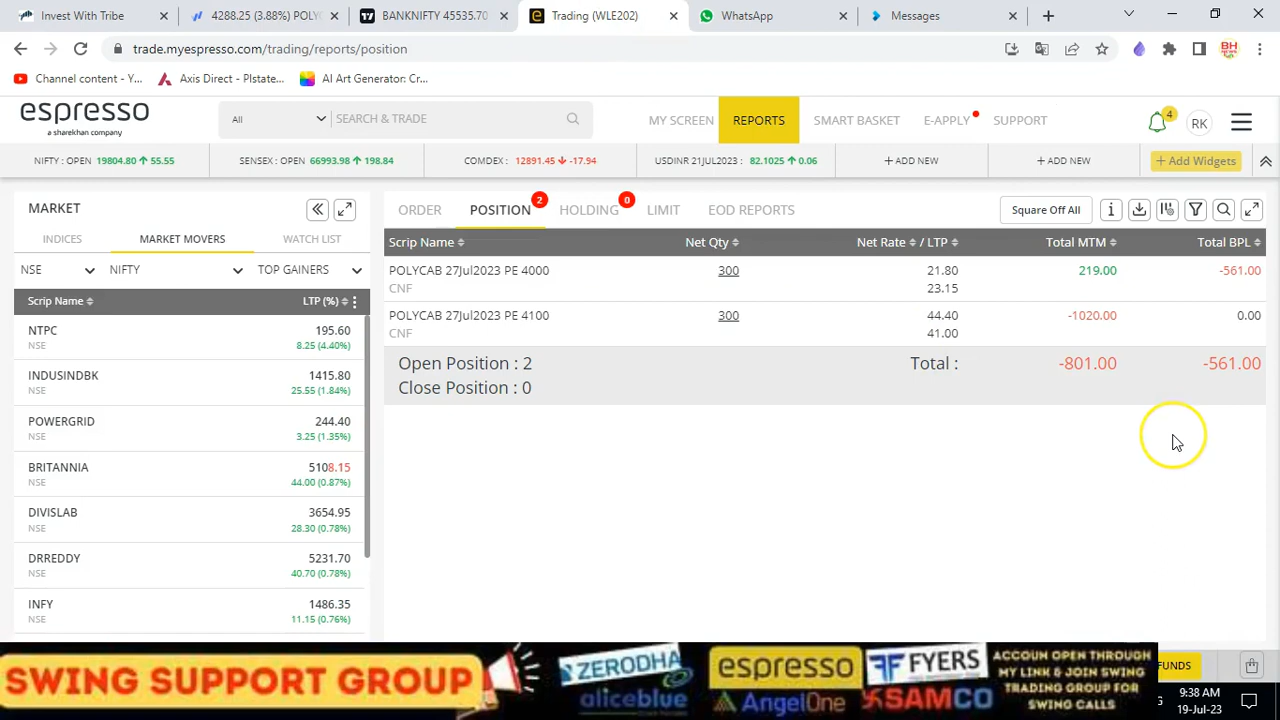 Invest With Tribe
4288.25 (3.08%) POLYC
BANKNIFTY 45535.70
Trading (WLE202)
WhatsApp
Messages
trade.myespresso.com/trading/reports/position
Channel content - Y...
Axis Direct - Plstate...
AI Art Generator: Cr...
espresso
a sharekhan company
All
SEARCH & TRADE
MY SCREEN
REPORTS
SMART BASKET
E-APPLY
SUPPORT
4
RK
NIFTY : OPEN 19804.80 ↑ 55.55
SENSEX : OPEN 66993.98 ↑ 198.84
COMDEX : 12891.45 ↓ -17.94
USDINR 21JUL2023 : 82.1025 ↑ 0.06
+ ADD NEW
+ ADD NEW
+ Add Widgets
MARKET
INDICES
MARKET MOVERS
WATCH LIST
NSE
NIFTY
TOP GAINERS
Scrip Name
LTP (%)
NTPC 195.60
NSE 8.25 (4.40%)
INDUSINDBK 1415.80
NSE 25.55 (1.84%)
POWERGRID 244.40
NSE 3.25 (1.35%)
BRITANNIA 5108.15
NSE 44.00 (0.87%)
DIVISLAB 3654.95
NSE 28.30 (0.78%)
DRREDDY 5231.70
NSE 40.70 (0.78%)
INFY 1486.35
NSE 11.15 (0.76%)
ORDER
POSITION 2
HOLDING 0
LIMIT
EOD REPORTS
Square Off All
Scrip Name Net Qty Net Rate / LTP Total MTM Total BPL
POLYCAB 27Jul2023 PE 4000 300 21.80 219.00 -561.00
CNF 23.15
POLYCAB 27Jul2023 PE 4100 300 44.40 -1020.00 0.00
CNF 41.00
Open Position : 2 Total : -801.00 -561.00
Close Position : 0
SWING SUPPORT GROUP
ZERODHA
aliceblue
espresso
AngelOne
FYERS
SAMCO
ACCOUN OPEN THROUGH
MY LINK & JOIN SWING
TRADING GROUP FOR
SWING CALLS
FUNDS
9:38 AM
19-Jul-23